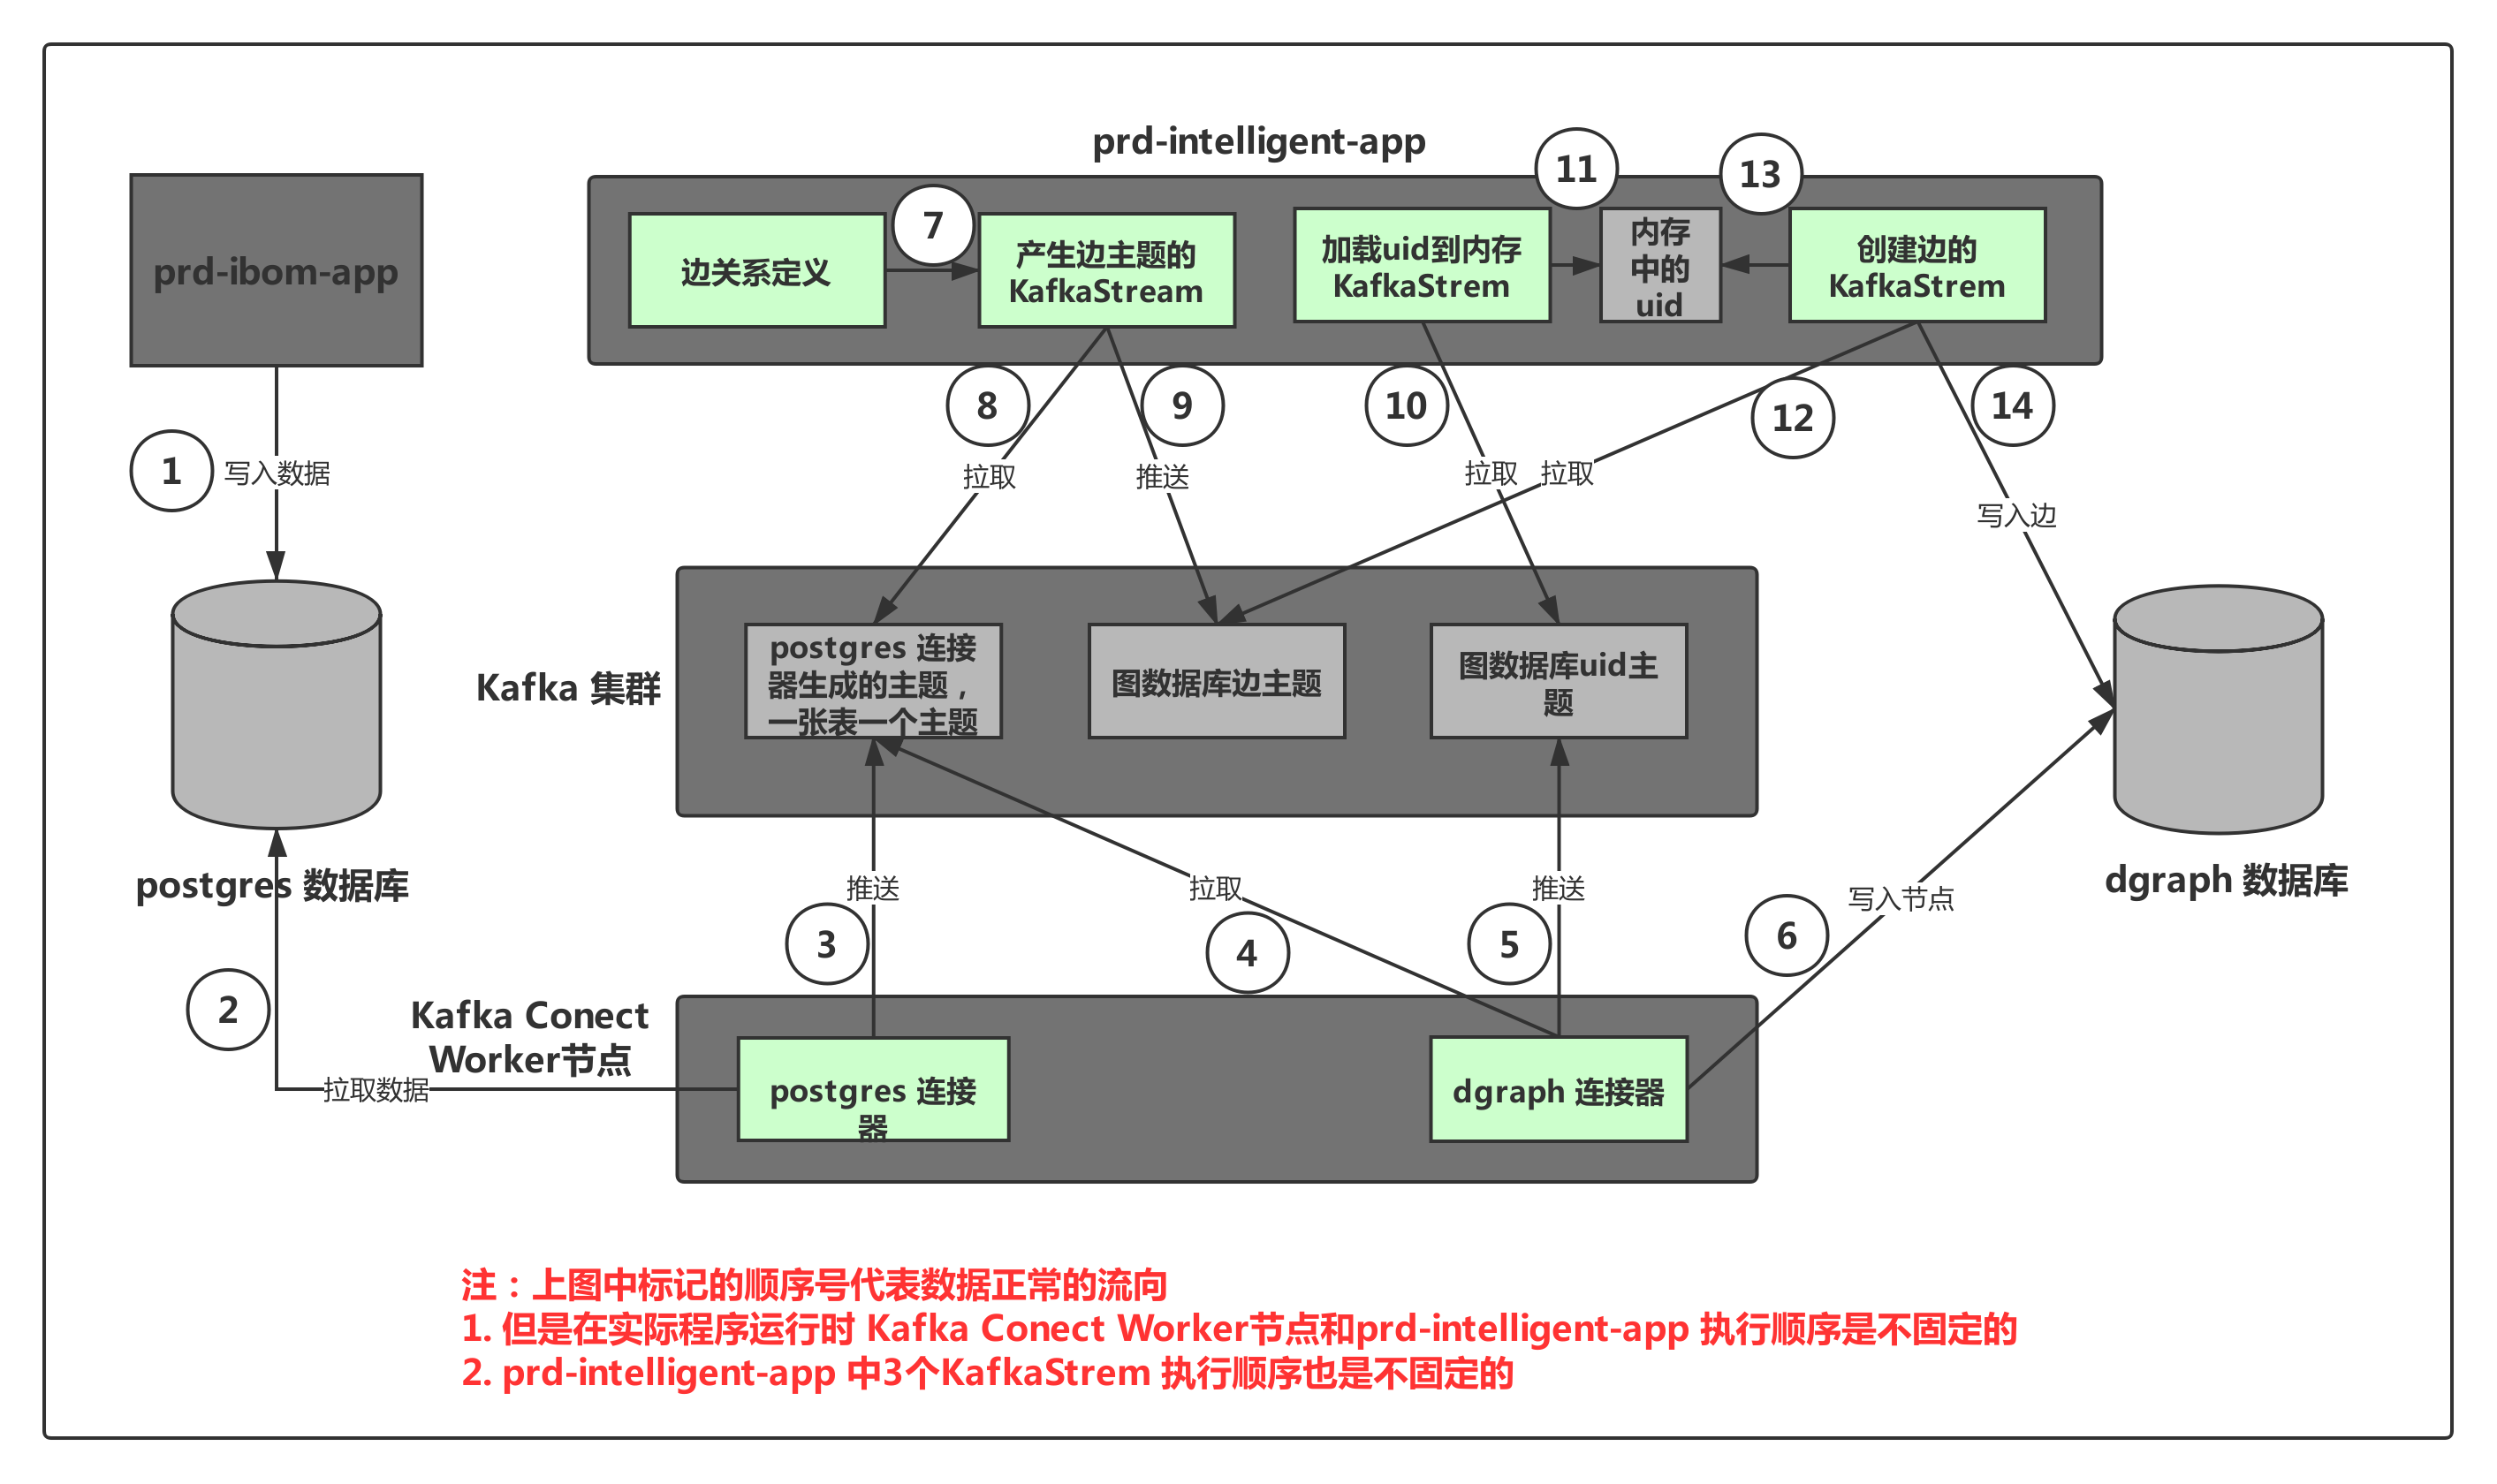 prd-intelligent-app
11
13
prd-ibom-app
7
边关系定义
产生边主题的
KafkaStream
加载uid到内存
KafkaStrem
内存
中的
uid
创建边的
KafkaStrem
8
9
10
12
14
1
写入数据
拉取
推送
拉取
拉取
写入边
Kafka 集群
postgres 连接
器生成的主题，
一张表一个主题
图数据库边主题
图数据库uid主
题
postgres 数据库
dgraph 数据库
推送
拉取
推送
写入节点
3
4
5
6
2
Kafka Conect
Worker节点
拉取数据
postgres 连接
器
dgraph 连接器
注：上图中标记的顺序号代表数据正常的流向
1. 但是在实际程序运行时 Kafka Conect Worker节点和prd-intelligent-app 执行顺序是不固定的
2. prd-intelligent-app 中3个KafkaStrem 执行顺序也是不固定的